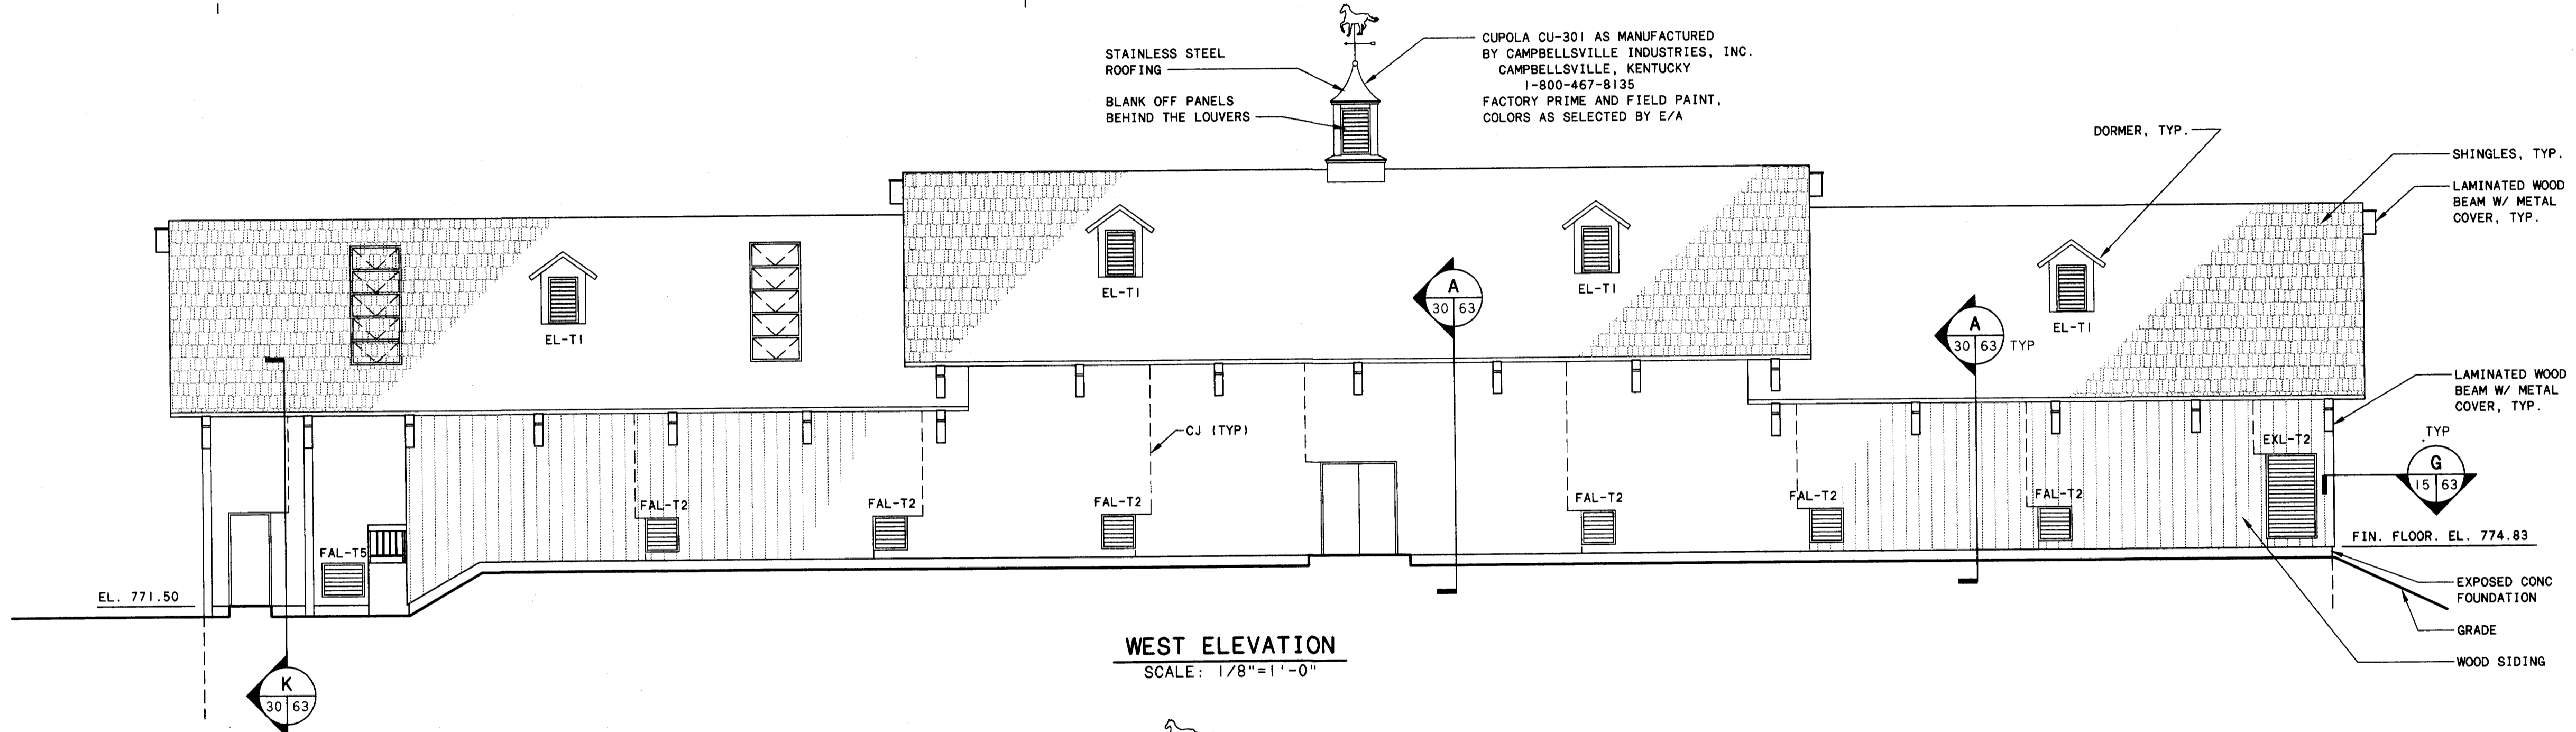 STAINLESS STEEL
ROOFING
BLANK OFF PANELS
BEHIND THE LOUVERS
CUPOLA CU-301 AS MANUFACTURED
BY CAMPBELLSVILLE INDUSTRIES, INC.
CAMPBELLSVILLE, KENTUCKY
1-800-467-8135
FACTORY PRIME AND FIELD PAINT,
COLORS AS SELECTED BY E/A
DORMER, TYP.
SHINGLES, TYP.
LAMINATED WOOD
BEAM W/ METAL
COVER, TYP.
EL-T1
EL-T1
EL-T1
EL-T1
A
30 63
A
30 63 TYP
LAMINATED WOOD
BEAM W/ METAL
COVER, TYP.
CJ (TYP)
EXL-T2
TYP
G
15 63
FAL-T5
FAL-T2
FAL-T2
FAL-T2
FAL-T2
FAL-T2
FAL-T2
FIN. FLOOR. EL. 774.83
EL. 771.50
EXPOSED CONC
FOUNDATION
GRADE
WOOD SIDING
WEST ELEVATION
SCALE: 1/8"=1'-0"
K
30 63